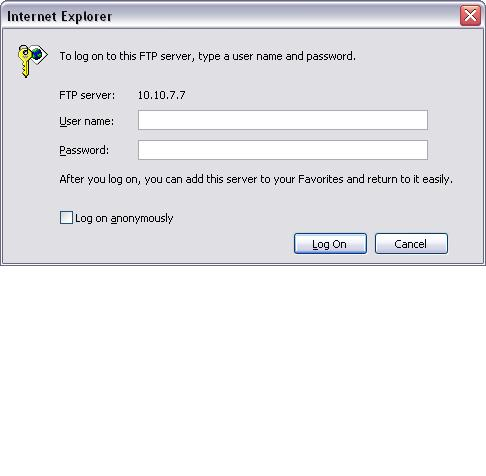 Internet Explorer
To log on to this FTP server, type a user name and password.
FTP server: 10.10.7.7
User name:
Password:
After you log on, you can add this server to your Favorites and return to it easily.
Log on anonymously
Log On Cancel